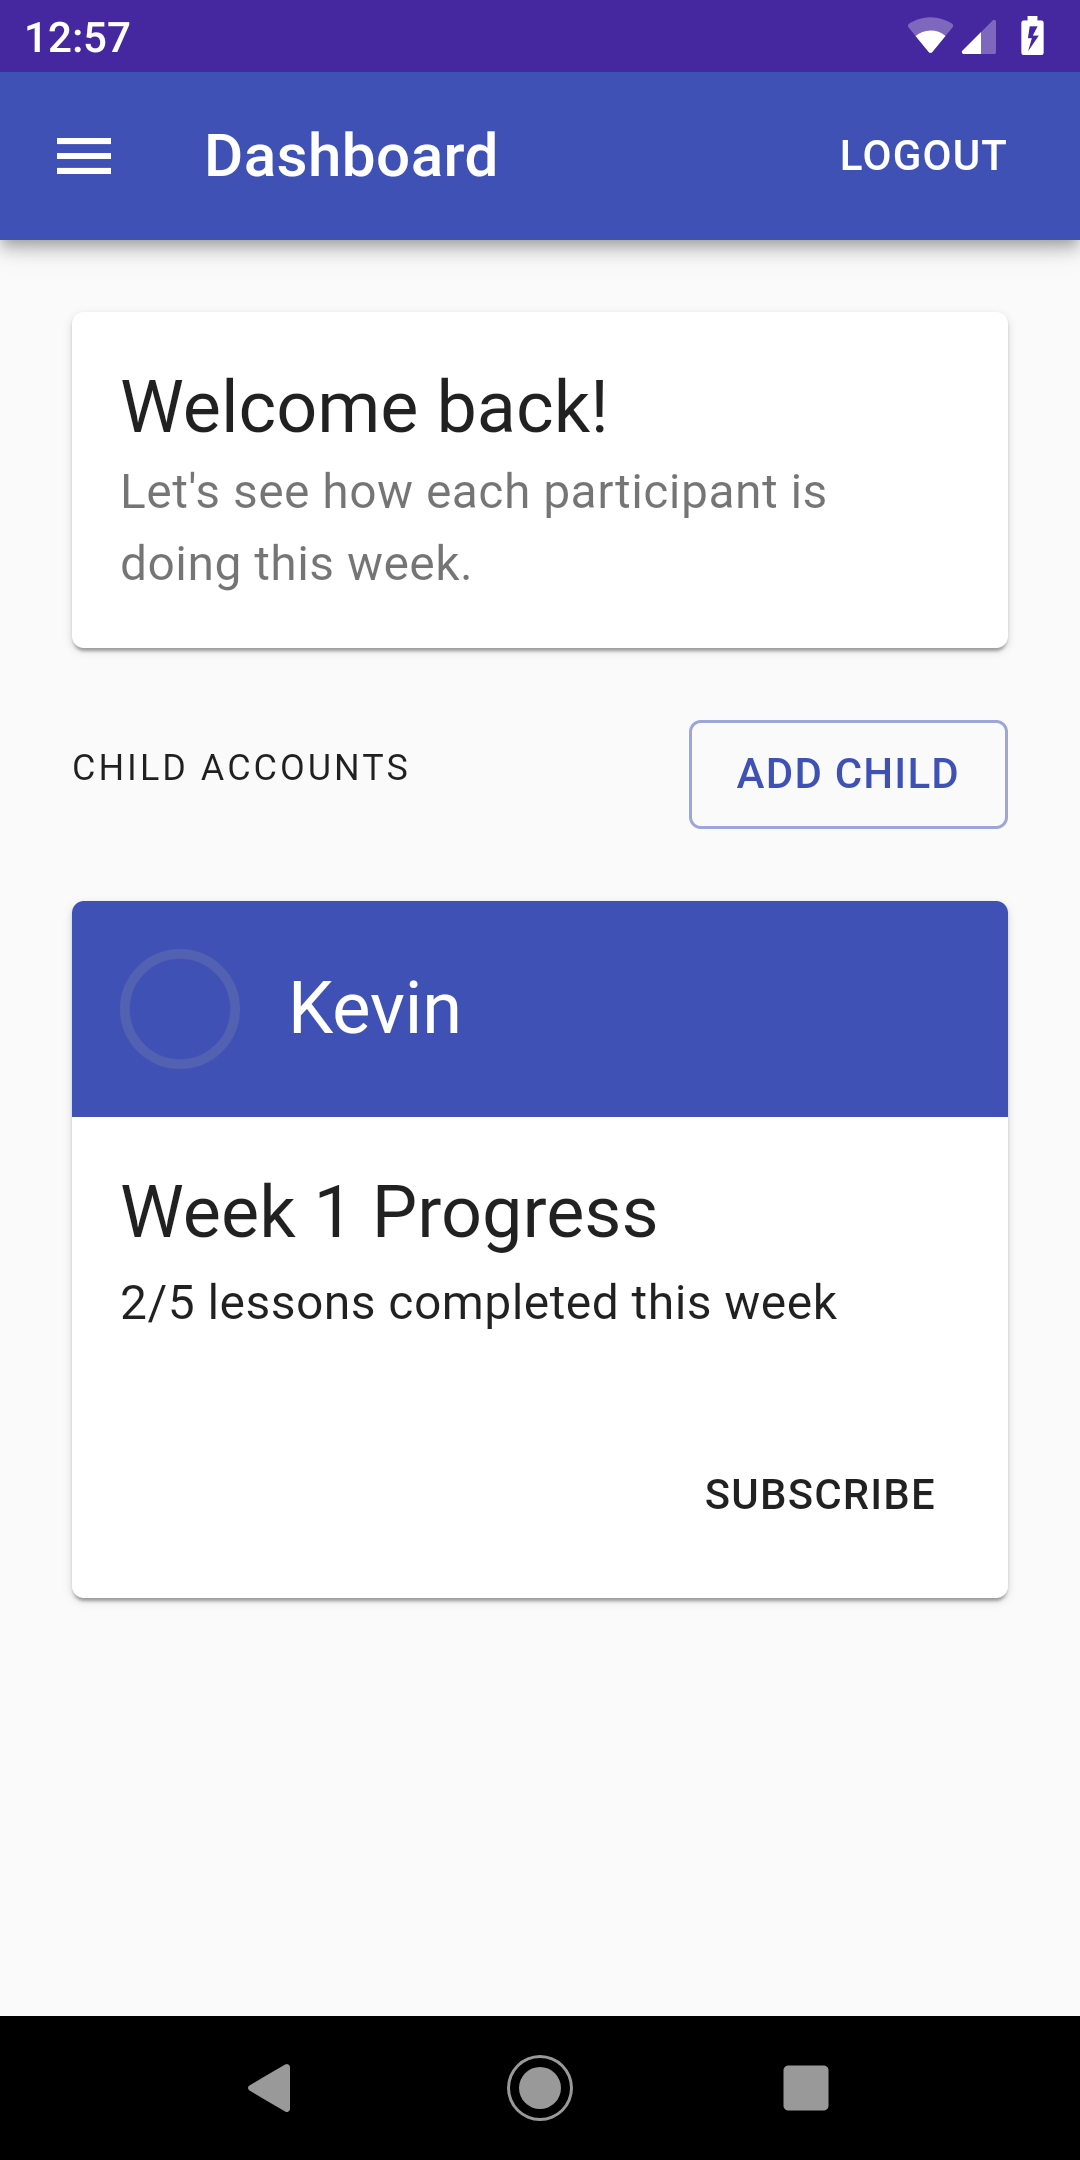 12:57
Dashboard
LOGOUT
Welcome back!
Let's see how each participant is
doing this week.
CHILD ACCOUNTS
ADD CHILD
Kevin
Week 1 Progress
2/5 lessons completed this week
SUBSCRIBE